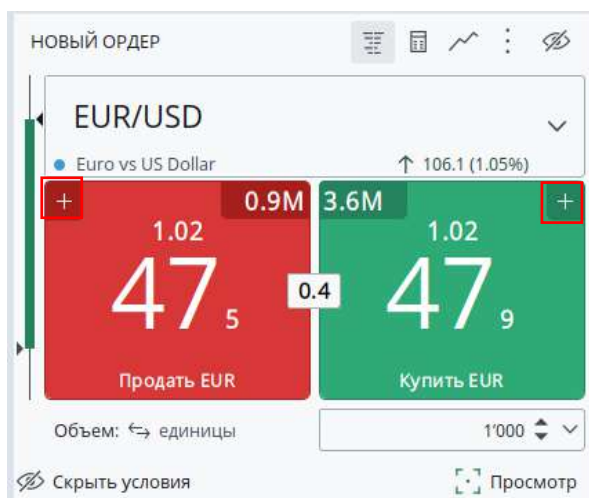 НОВЫЙ ОРДЕР
EUR/USD
Euro vs US Dollar ↑ 106.1 (1.05%)
+ 0.9M 3.6M +
1.02 1.02
47 5 0.4 47 9
Продать EUR Купить EUR
Объем: ⇆ единицы 1'000
Скрыть условия Просмотр